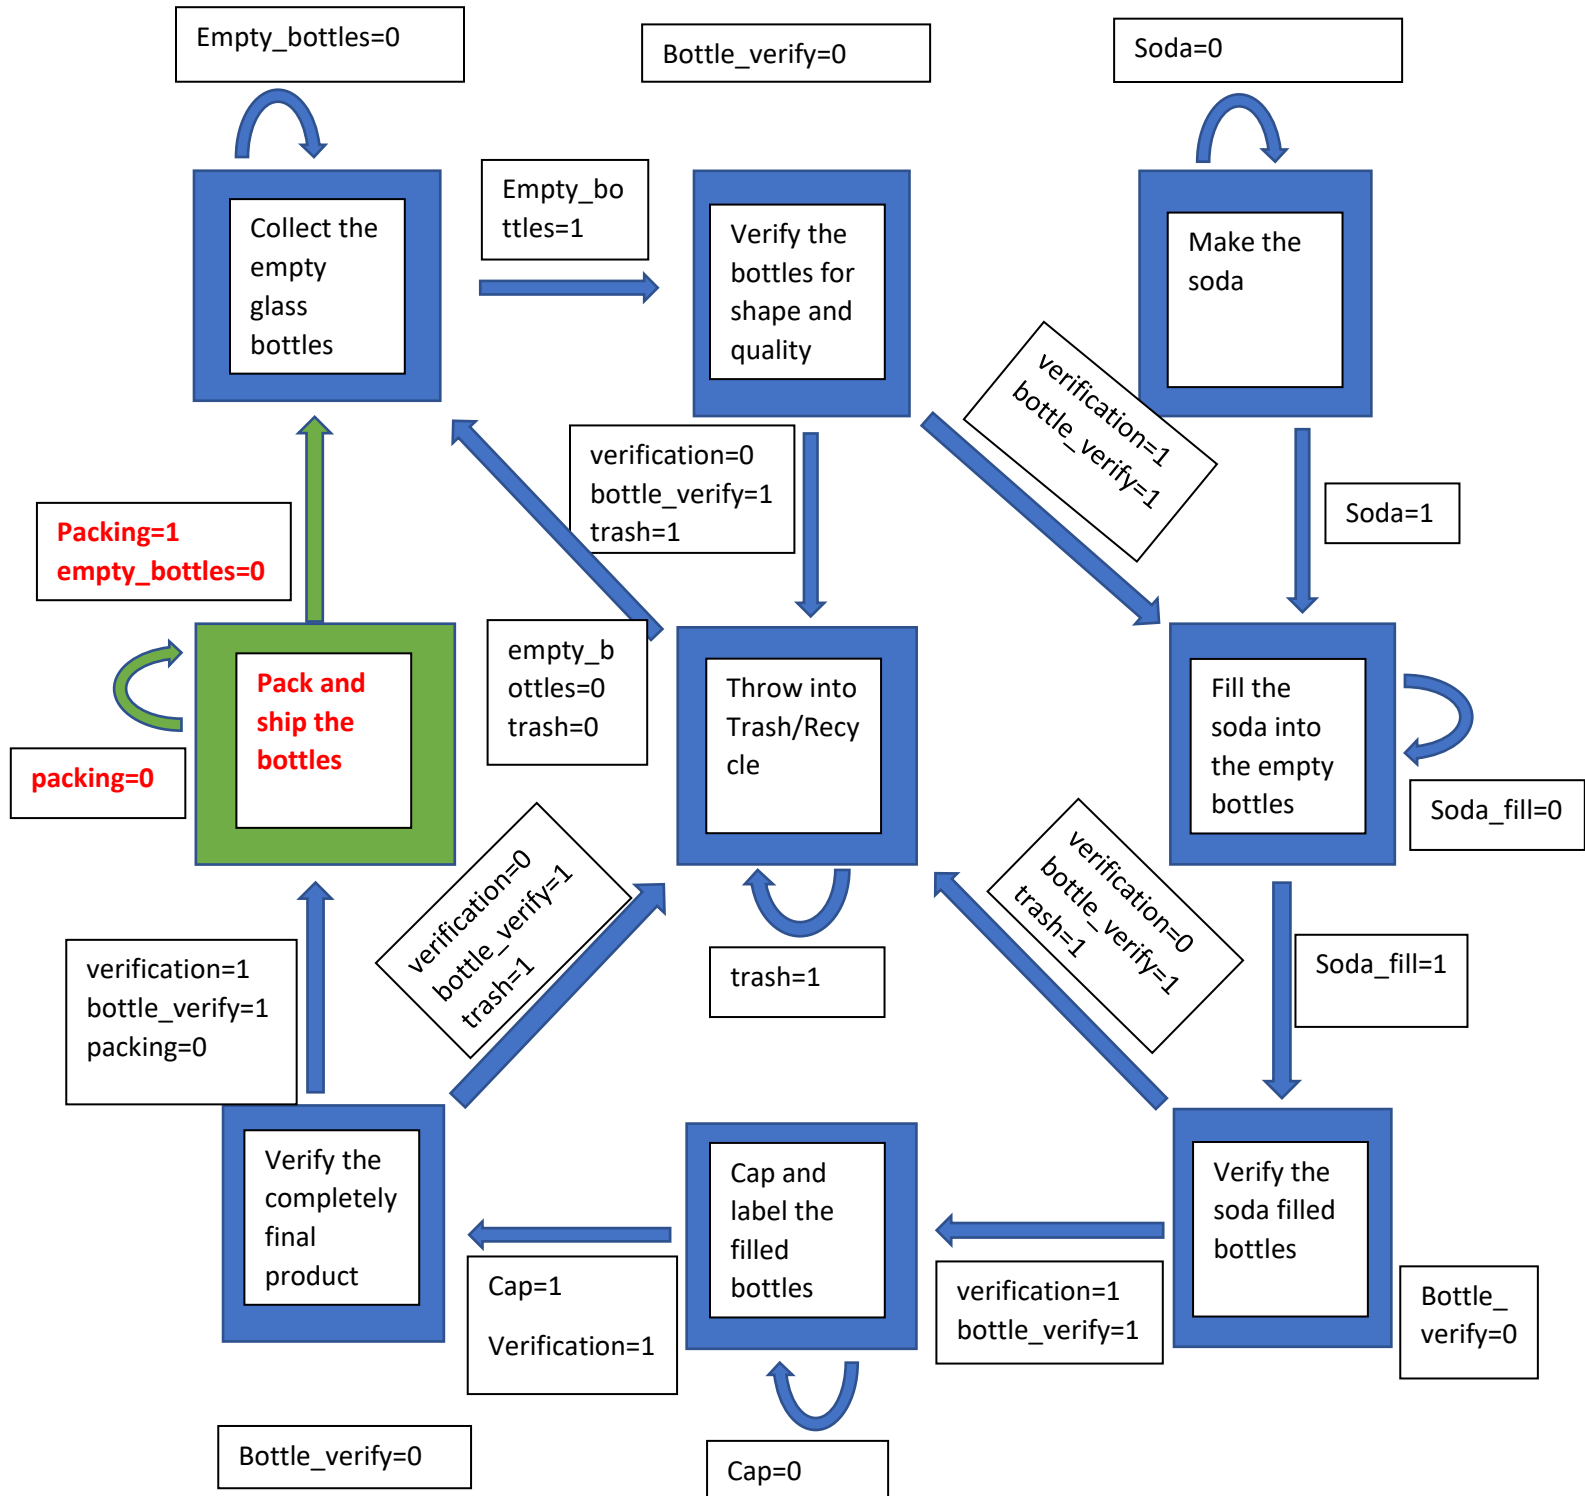 Empty_bottles=0
Bottle_verify=0
Soda=0
Collect the
empty
glass
bottles
Empty_bo
ttles=1
Verify the
bottles for
shape and
quality
Make the
soda
verification=1
bottle_verify=1
verification=0
bottle_verify=1
trash=1
Soda=1
Packing=1
empty_bottles=0
Pack and
ship the
bottles
packing=0
empty_b
ottles=0
trash=0
Throw into
Trash/Recy
cle
Fill the
soda into
the empty
bottles
Soda_fill=0
verification=0
bottle_verify=1
trash=1
verification=0
bottle_verify=1
trash=1
trash=1
Soda_fill=1
verification=1
bottle_verify=1
packing=0
Verify the
completely
final
product
Cap=1
Verification=1
Cap and
label the
filled
bottles
verification=1
bottle_verify=1
Verify the
soda filled
bottles
Bottle_
verify=0
Bottle_verify=0
Cap=0